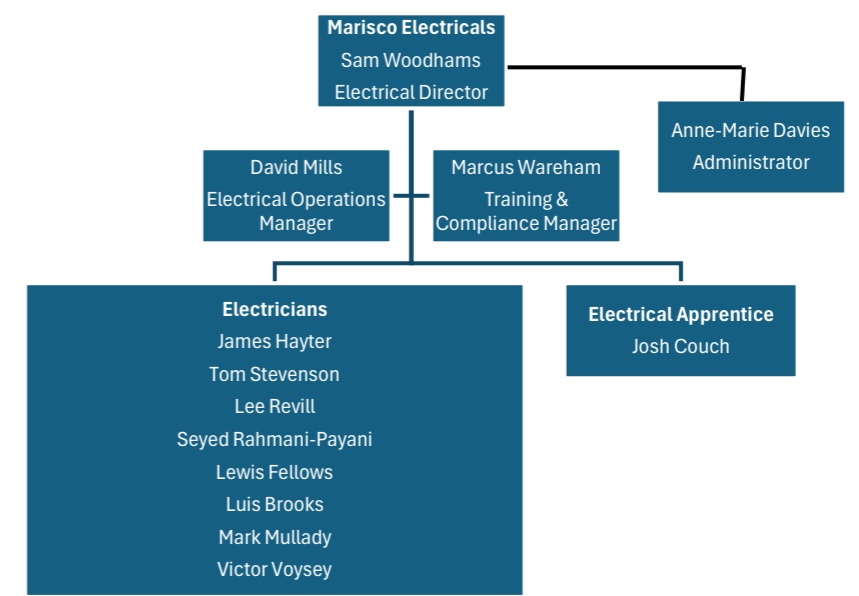 Marisco Electricals
Sam Woodhams
Electrical Director
Anne-Marie Davies
Administrator
David Mills
Electrical Operations
Manager
Marcus Wareham
Training &
Compliance Manager
Electricians
James Hayter
Tom Stevenson
Lee Revill
Seyed Rahmani-Payani
Lewis Fellows
Luis Brooks
Mark Mullady
Victor Voysey
Electrical Apprentice
Josh Couch